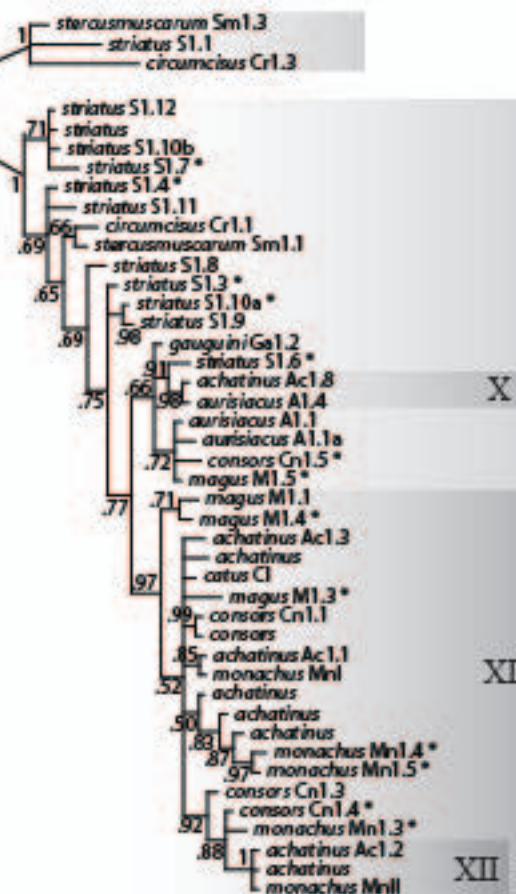 stercusmuscarum Sm1.3
1
striatus S1.1
circumcisus Cr1.3
striatus S1.12
.71 striatus
striatus S1.10b
striatus S1.7*
1
striatus S1.4*
striatus S1.11
.66 circumcisus Cr1.1
.69 stercusmuscarum Sm1.1
striatus S1.8
striatus S1.3*
.65
striatus S1.10a*
striatus S1.9
.69 .98
gauguini Ga1.2
.91 striatus S1.6*
.66 achatinus Ac1.8
X
.75 .98 aurisiacus A1.4
aurisiacus A1.1
aurisiacus A1.1a
.72 consors Cn1.5*
magus M1.5*
.77 .71 magus M1.1
magus M1.4*
achatinus Ac1.3
achatinus
.97 catus CI
magus M1.3*
.99 consors Cn1.1
consors
.85 achatinus Ac1.1
monachus MnI
XI
.52
achatinus
.50 achatinus
.83 achatinus
.87 monachus Mn1.4*
.97 monachus Mn1.5*
consors Cn1.3
consors Cn1.4*
.92 monachus Mn1.3*
.88 achatinus Ac1.2
1 achatinus
XII
monachus MnII